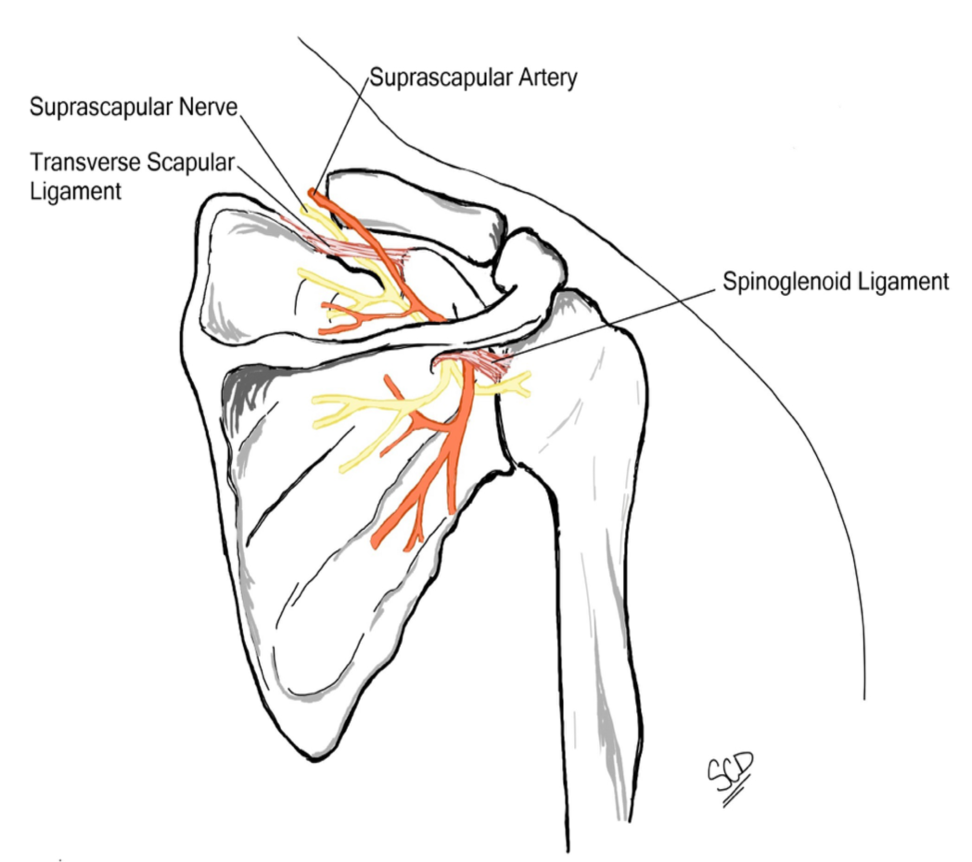 Suprascapular Artery
Suprascapular Nerve
Transverse Scapular
Ligament
Spinoglenoid Ligament
SCD